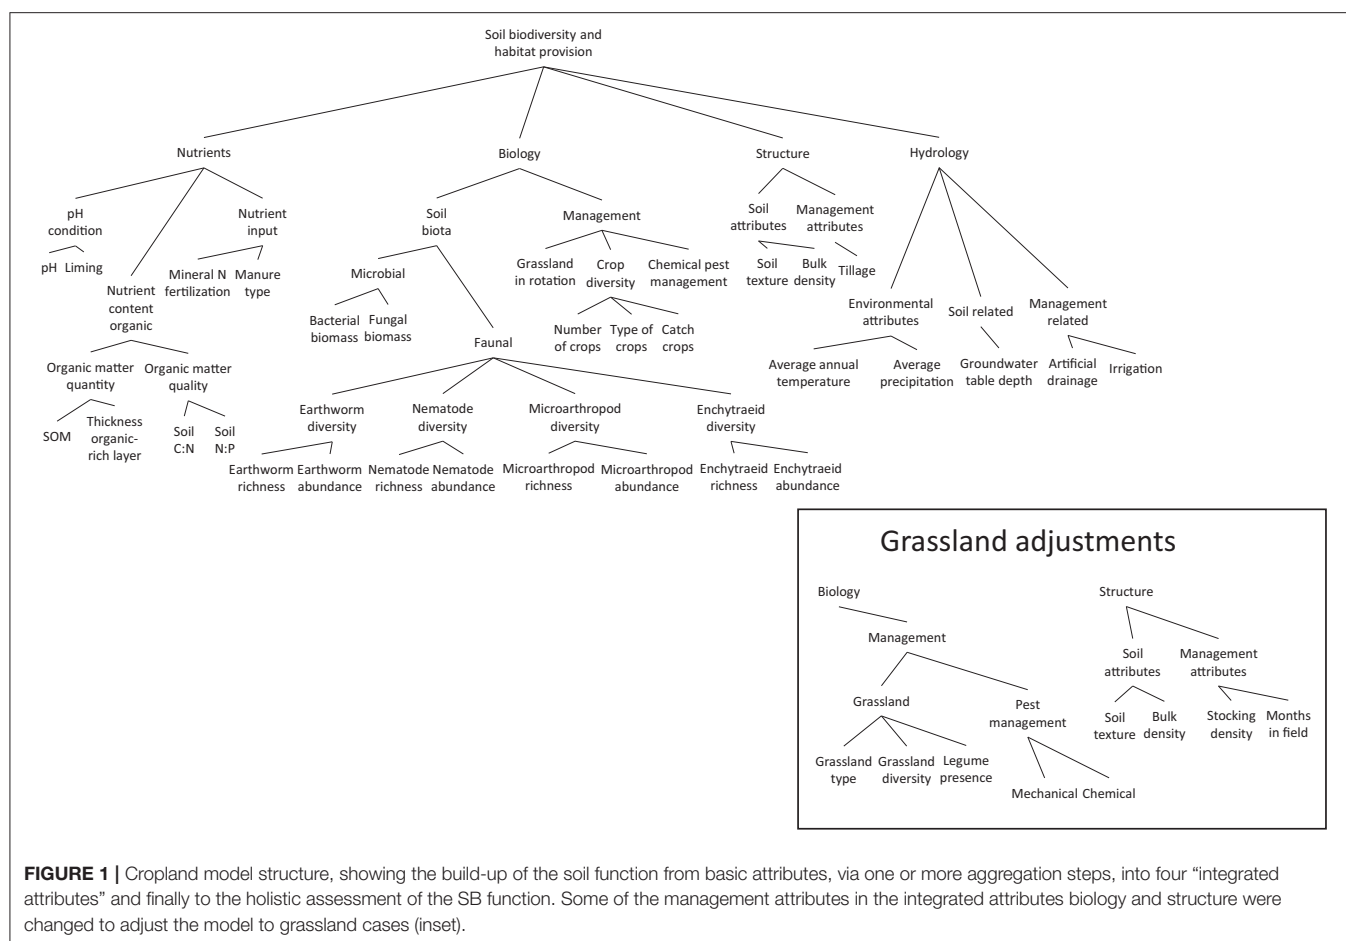 Soil biodiversity and
habitat provision
Nutrients
Biology
Structure
Hydrology
pH
condition
Nutrient
input
Soil
biota
Management
Soil
attributes
Management
attributes
pH Liming
Mineral N
fertilization
Manure
type
Nutrient
content
organic
Microbial
Grassland
in rotation
Crop
diversity
Chemical pest
management
Soil
texture
Bulk
density
Tillage
Environmental
attributes
Soil related
Management
related
Bacterial
biomass
Fungal
biomass
Faunal
Number
of crops
Type of
crops
Catch
crops
Organic matter
quantity
Organic matter
quality
Average annual
temperature
Average
precipitation
Groundwater
table depth
Artificial
drainage
Irrigation
SOM
Thickness
organic-
rich layer
Soil
C:N
Soil
N:P
Earthworm
diversity
Nematode
diversity
Microarthropod
diversity
Enchytraeid
diversity
Earthworm
richness
Earthworm
abundance
Nematode
richness
Nematode
abundance
Microarthropod
richness
Microarthropod
abundance
Enchytraeid
richness
Enchytraeid
abundance
Grassland adjustments
Biology
Structure
Management
Soil
attributes
Management
attributes
Grassland
Pest
management
Soil
texture
Bulk
density
Stocking
density
Months
in field
Grassland
type
Grassland
diversity
Legume
presence
Mechanical Chemical
FIGURE 1 | Cropland model structure, showing the build-up of the soil function from basic attributes, via one or more aggregation steps, into four “integrated
attributes” and finally to the holistic assessment of the SB function. Some of the management attributes in the integrated attributes biology and structure were
changed to adjust the model to grassland cases (inset).